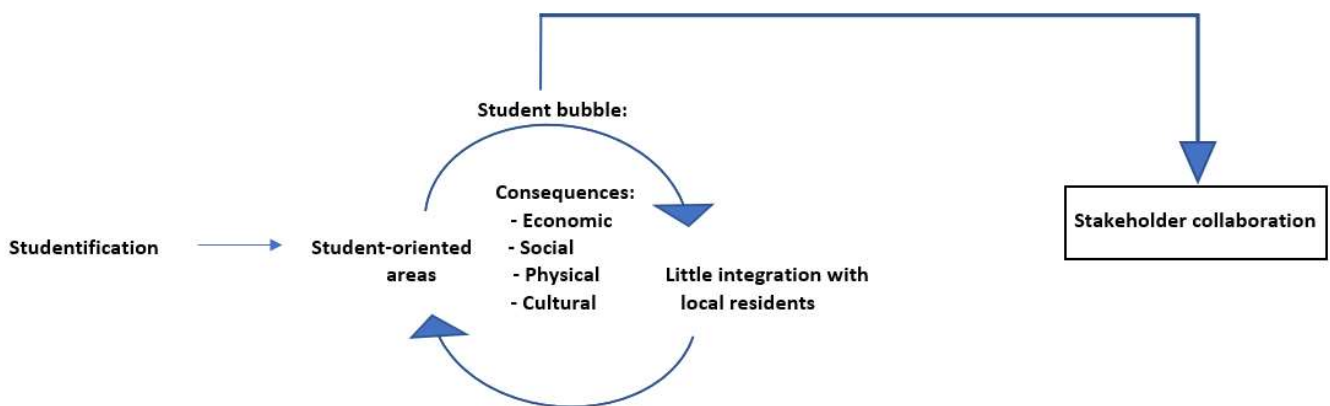 Student bubble:
Consequences:
- Economic
- Social
- Physical
- Cultural
Studentification
Student-oriented
areas
Little integration with
local residents
Stakeholder collaboration